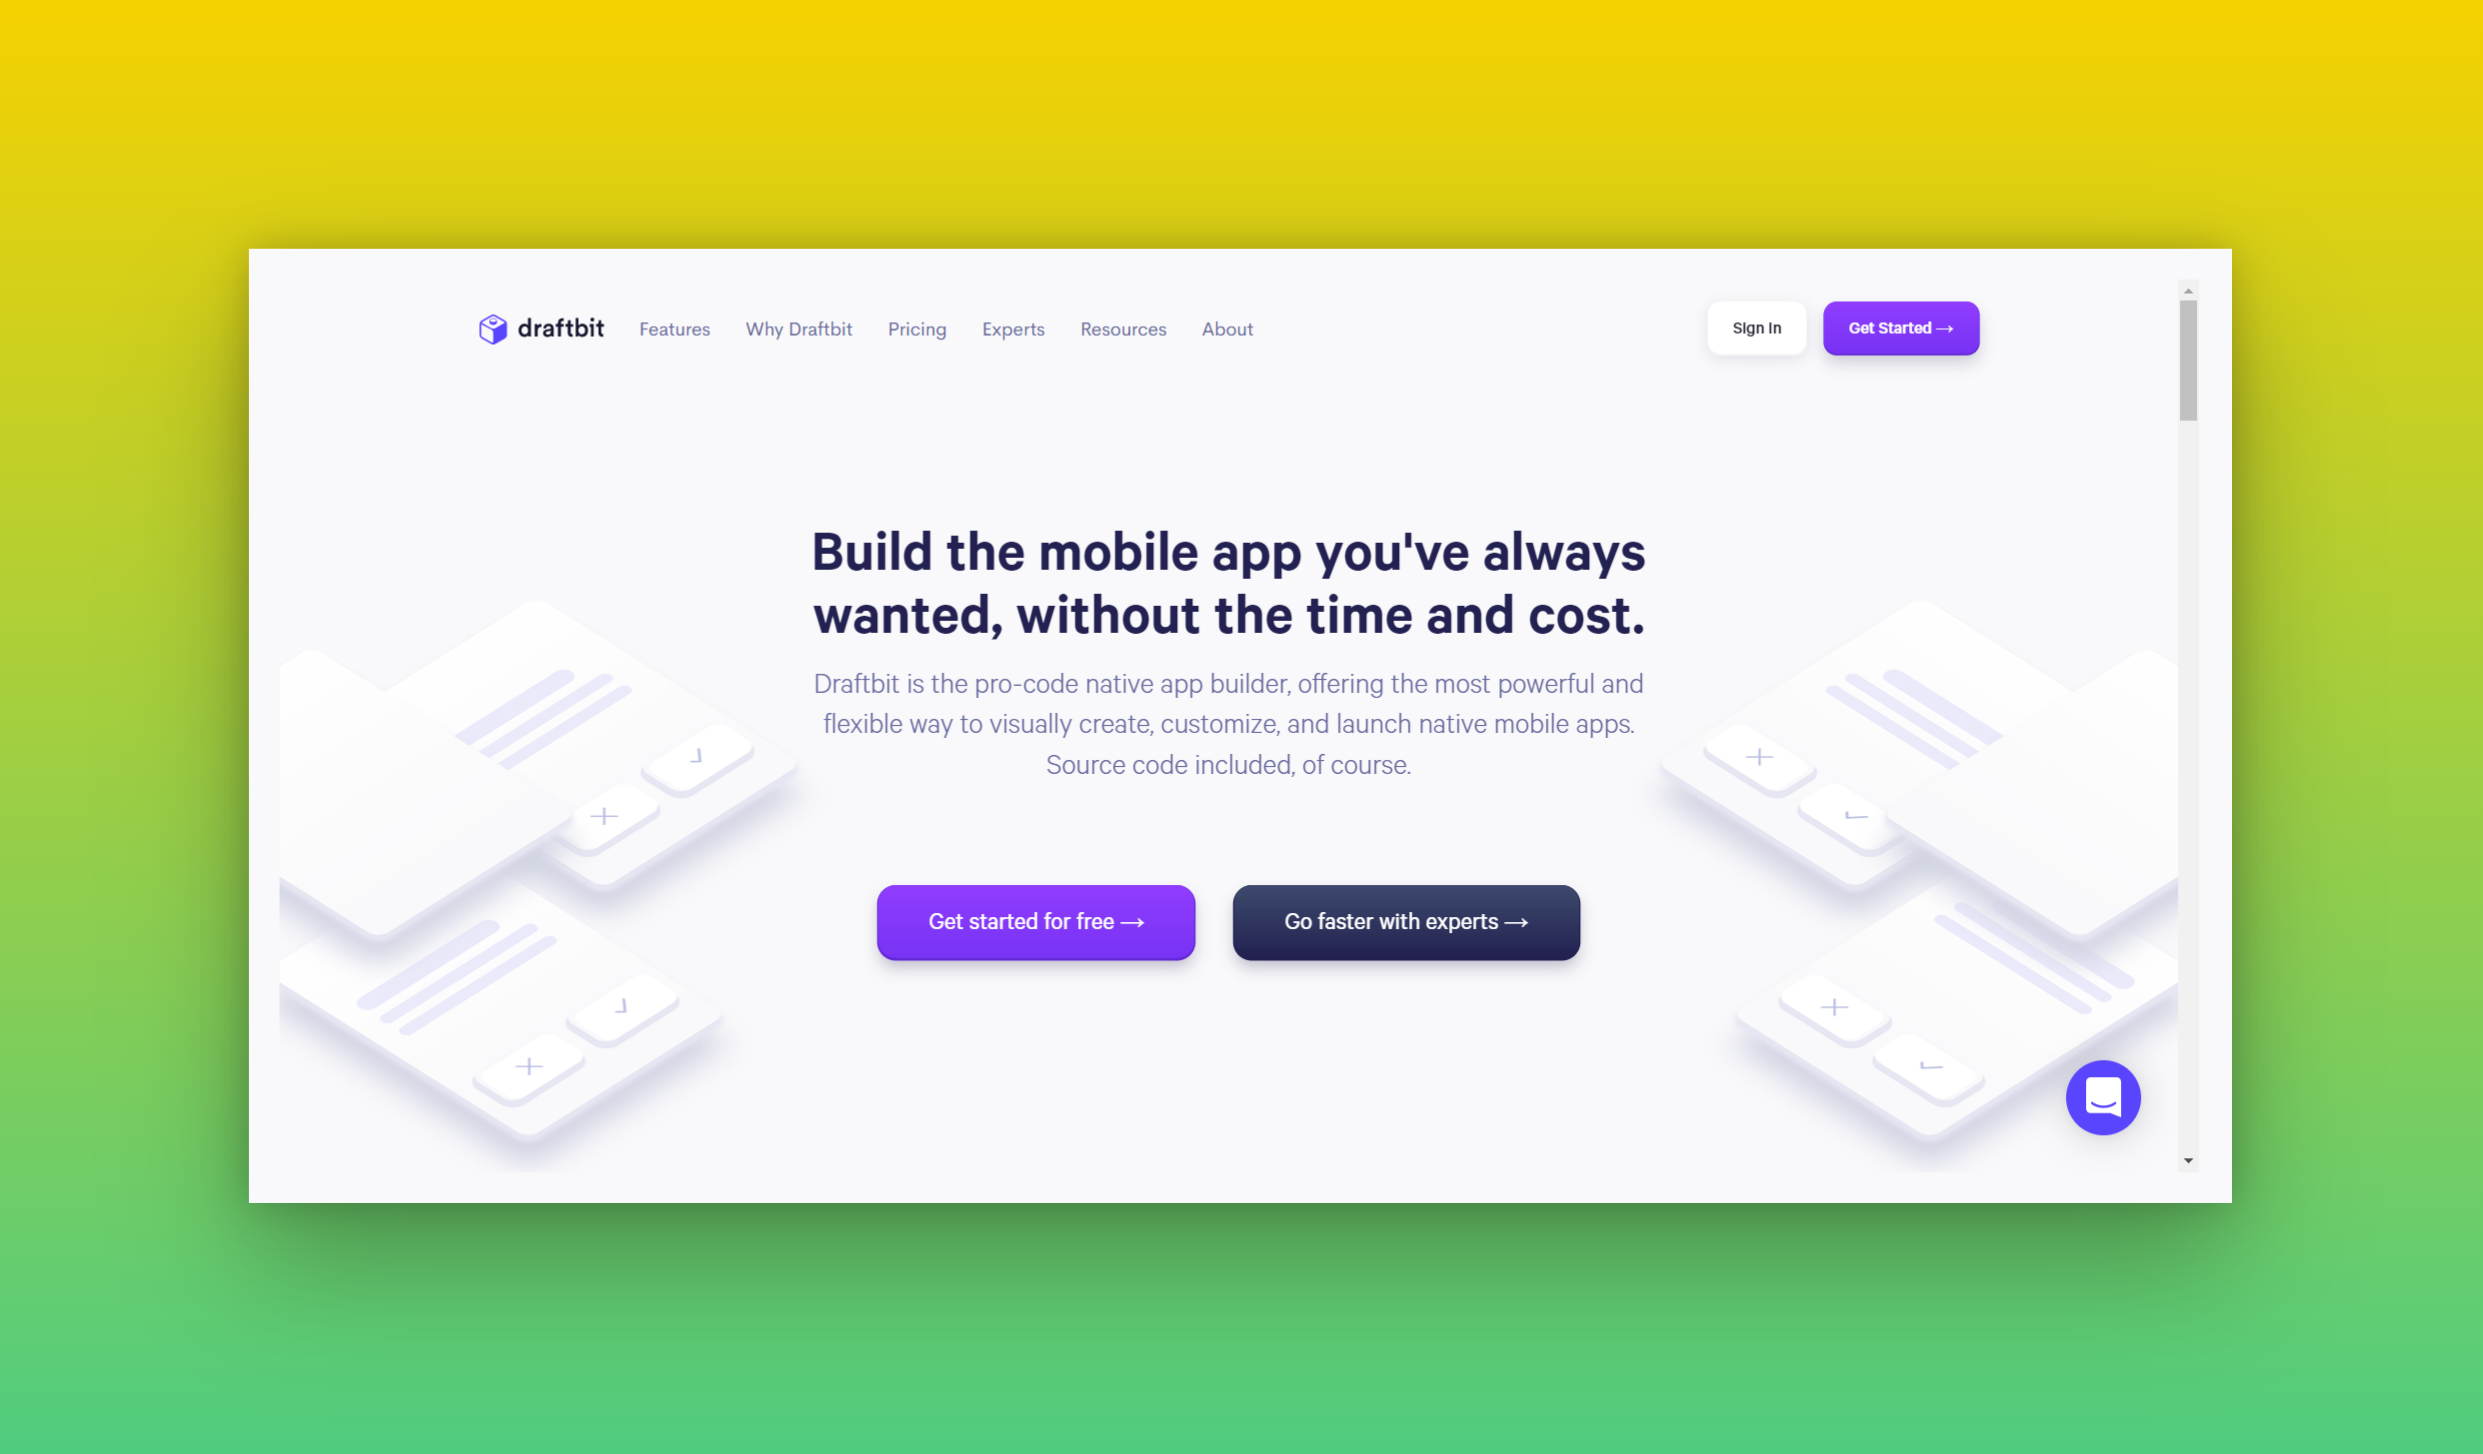 draftbit
Features
Why Draftbit
Pricing
Experts
Resources
About
Sign In
Get Started →
Build the mobile app you've always
wanted, without the time and cost.
Draftbit is the pro-code native app builder, offering the most powerful and
flexible way to visually create, customize, and launch native mobile apps.
Source code included, of course.
Get started for free →
Go faster with experts →